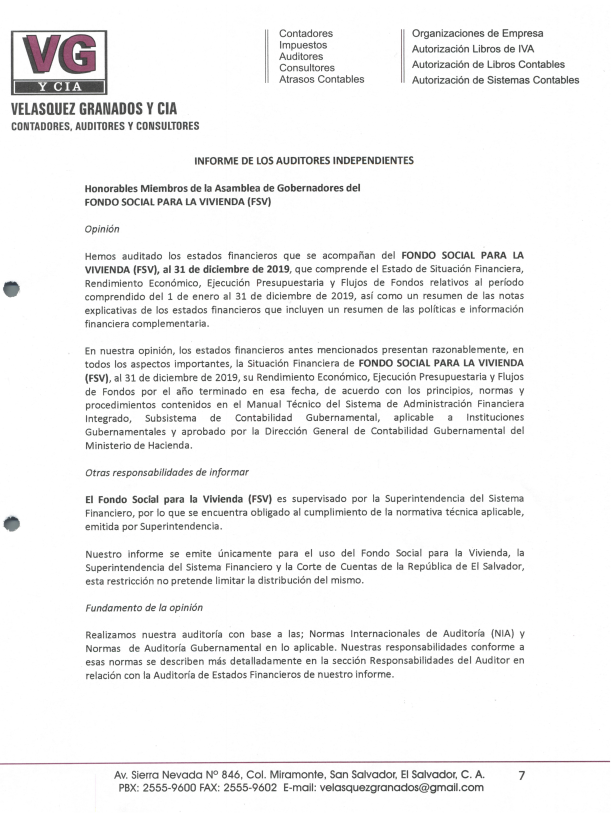 VG
Y CIA
VELASQUEZ GRANADOS Y CIA
CONTADORES, AUDITORES Y CONSULTORES
Contadores
Impuestos
Auditores
Consultores
Atrasos Contables
Organizaciones de Empresa
Autorización Libros de IVA
Autorización de Libros Contables
Autorización de Sistemas Contables
INFORME DE LOS AUDITORES INDEPENDIENTES
Honorables Miembros de la Asamblea de Gobernadores del
FONDO SOCIAL PARA LA VIVIENDA (FSV)
Opinión
Hemos auditado los estados financieros que se acompañan del FONDO SOCIAL PARA LA
VIVIENDA (FSV), al 31 de diciembre de 2019, que comprende el Estado de Situación Financiera,
Rendimiento Económico, Ejecución Presupuestaria y Flujos de Fondos relativos al período
comprendido del 1 de enero al 31 de diciembre de 2019, así como un resumen de las notas
explicativas de los estados financieros que incluyen un resumen de las políticas e información
financiera complementaria.
En nuestra opinión, los estados financieros antes mencionados presentan razonablemente, en
todos los aspectos importantes, la Situación Financiera de FONDO SOCIAL PARA LA VIVIENDA
(FSV), al 31 de diciembre de 2019, su Rendimiento Económico, Ejecución Presupuestaria y Flujos
de Fondos por el año terminado en esa fecha, de acuerdo con los principios, normas y
procedimientos contenidos en el Manual Técnico del Sistema de Administración Financiera
Integrado, Subsistema de Contabilidad Gubernamental, aplicable a Instituciones
Gubernamentales y aprobado por la Dirección General de Contabilidad Gubernamental del
Ministerio de Hacienda.
Otras responsabilidades de informar
El Fondo Social para la Vivienda (FSV) es supervisado por la Superintendencia del Sistema
Financiero, por lo que se encuentra obligado al cumplimiento de la normativa técnica aplicable,
emitida por Superintendencia.
Nuestro informe se emite únicamente para el uso del Fondo Social para la Vivienda, la
Superintendencia del Sistema Financiero y la Corte de Cuentas de la República de El Salvador,
esta restricción no pretende limitar la distribución del mismo.
Fundamento de la opinión
Realizamos nuestra auditoría con base a las; Normas Internacionales de Auditoría (NIA) y
Normas de Auditoría Gubernamental en lo aplicable. Nuestras responsabilidades conforme a
esas normas se describen más detalladamente en la sección Responsabilidades del Auditor en
relación con la Auditoría de Estados Financieros de nuestro informe.
Av. Sierra Nevada Nº 846, Col. Miramonte, San Salvador, El Salvador, C. A. 7
PBX: 2555-9600 FAX: 2555-9602 E-mail: velasquezgranados@gmail.com